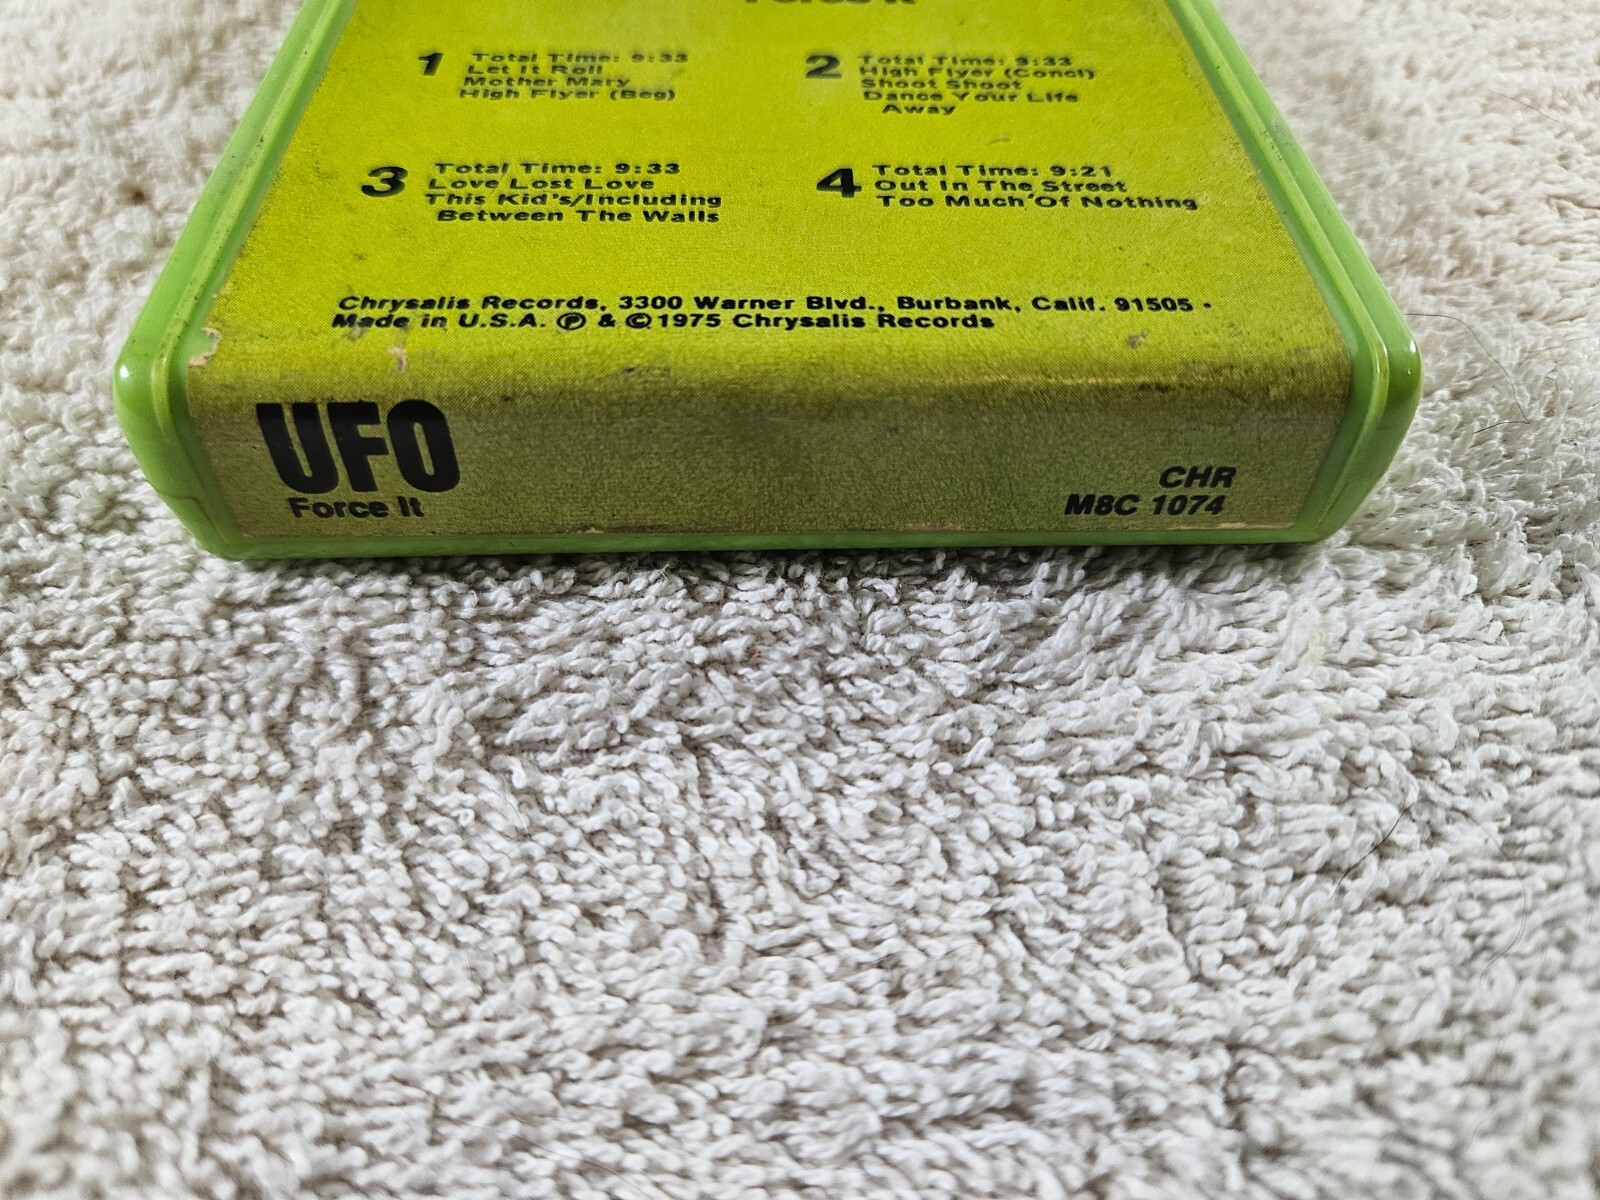 Force It
1 Total Time: 9:33
Let It Roll
Mother Mary
High Flyer (Beg)
2 Total Time: 9:33
High Flyer (Concl)
Shoot Shoot
Dance Your Life
Away
3 Total Time: 9:33
Love Lost Love
This Kid's/Including
Between The Walls
4 Total Time: 9:21
Out In The Street
Too Much Of Nothing
Chrysalis Records, 3300 Warner Blvd., Burbank, Calif. 91505 •
Made in U.S.A. ℗ & © 1975 Chrysalis Records
UFO
Force It
CHR
M8C 1074